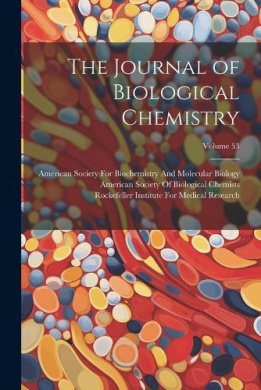 The Journal of
Biological
Chemistry
Volume 53
American Society For Biochemistry And Molecular Biology
American Society Of Biological Chemists
Rockefeller Institute For Medical Research